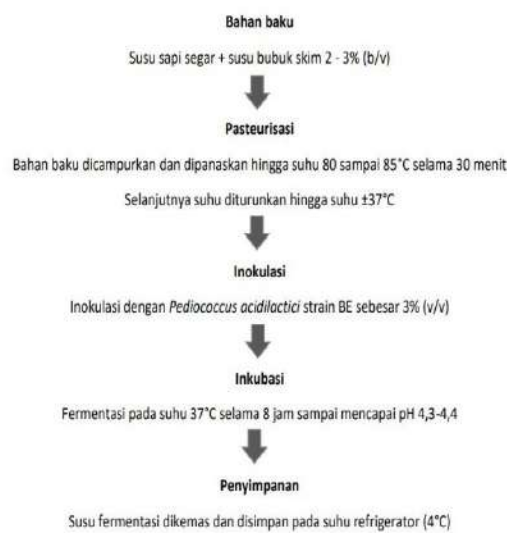 Bahan baku
Susu sapi segar + susu bubuk skim 2 - 3% (b/v)
Pasteurisasi
Bahan baku dicampurkan dan dipanaskan hingga suhu 80 sampai 85°C selama 30 menit
Selanjutnya suhu diturunkan hingga suhu ±37°C
Inokulasi
Inokulasi dengan Pediococcus acidilactici strain BE sebesar 3% (v/v)
Inkubasi
Fermentasi pada suhu 37°C selama 8 jam sampai mencapai pH 4,3-4,4
Penyimpanan
Susu fermentasi dikemas dan disimpan pada suhu refrigerator (4°C)